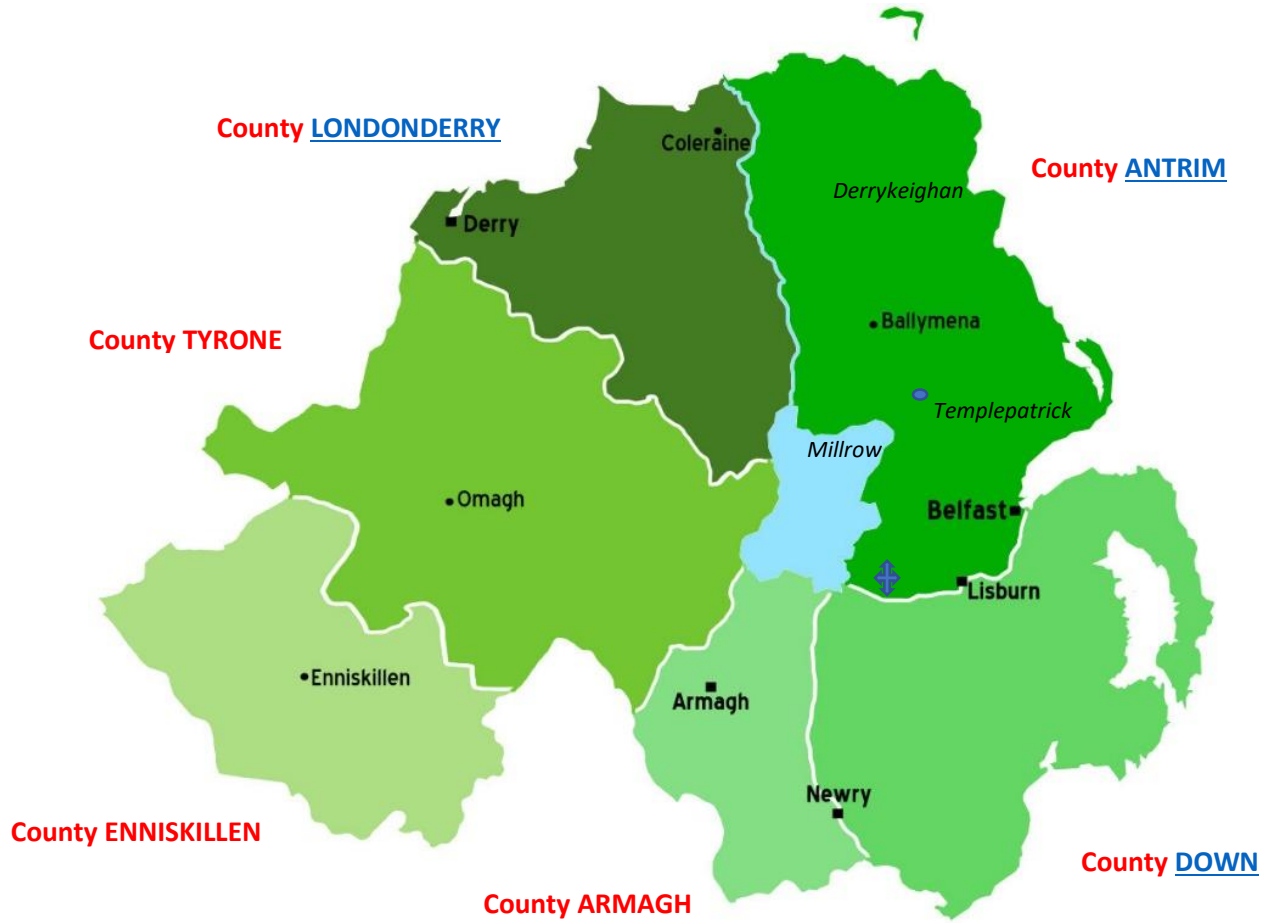 County LONDONDERRY
Coleraine
County ANTRIM
Derrykeighan
Derry
Ballymena
County TYRONE
Templepatrick
Millrow
Omagh
Belfast
Lisburn
Enniskillen
Armagh
Newry
County ENNISKILLEN
County DOWN
County ARMAGH